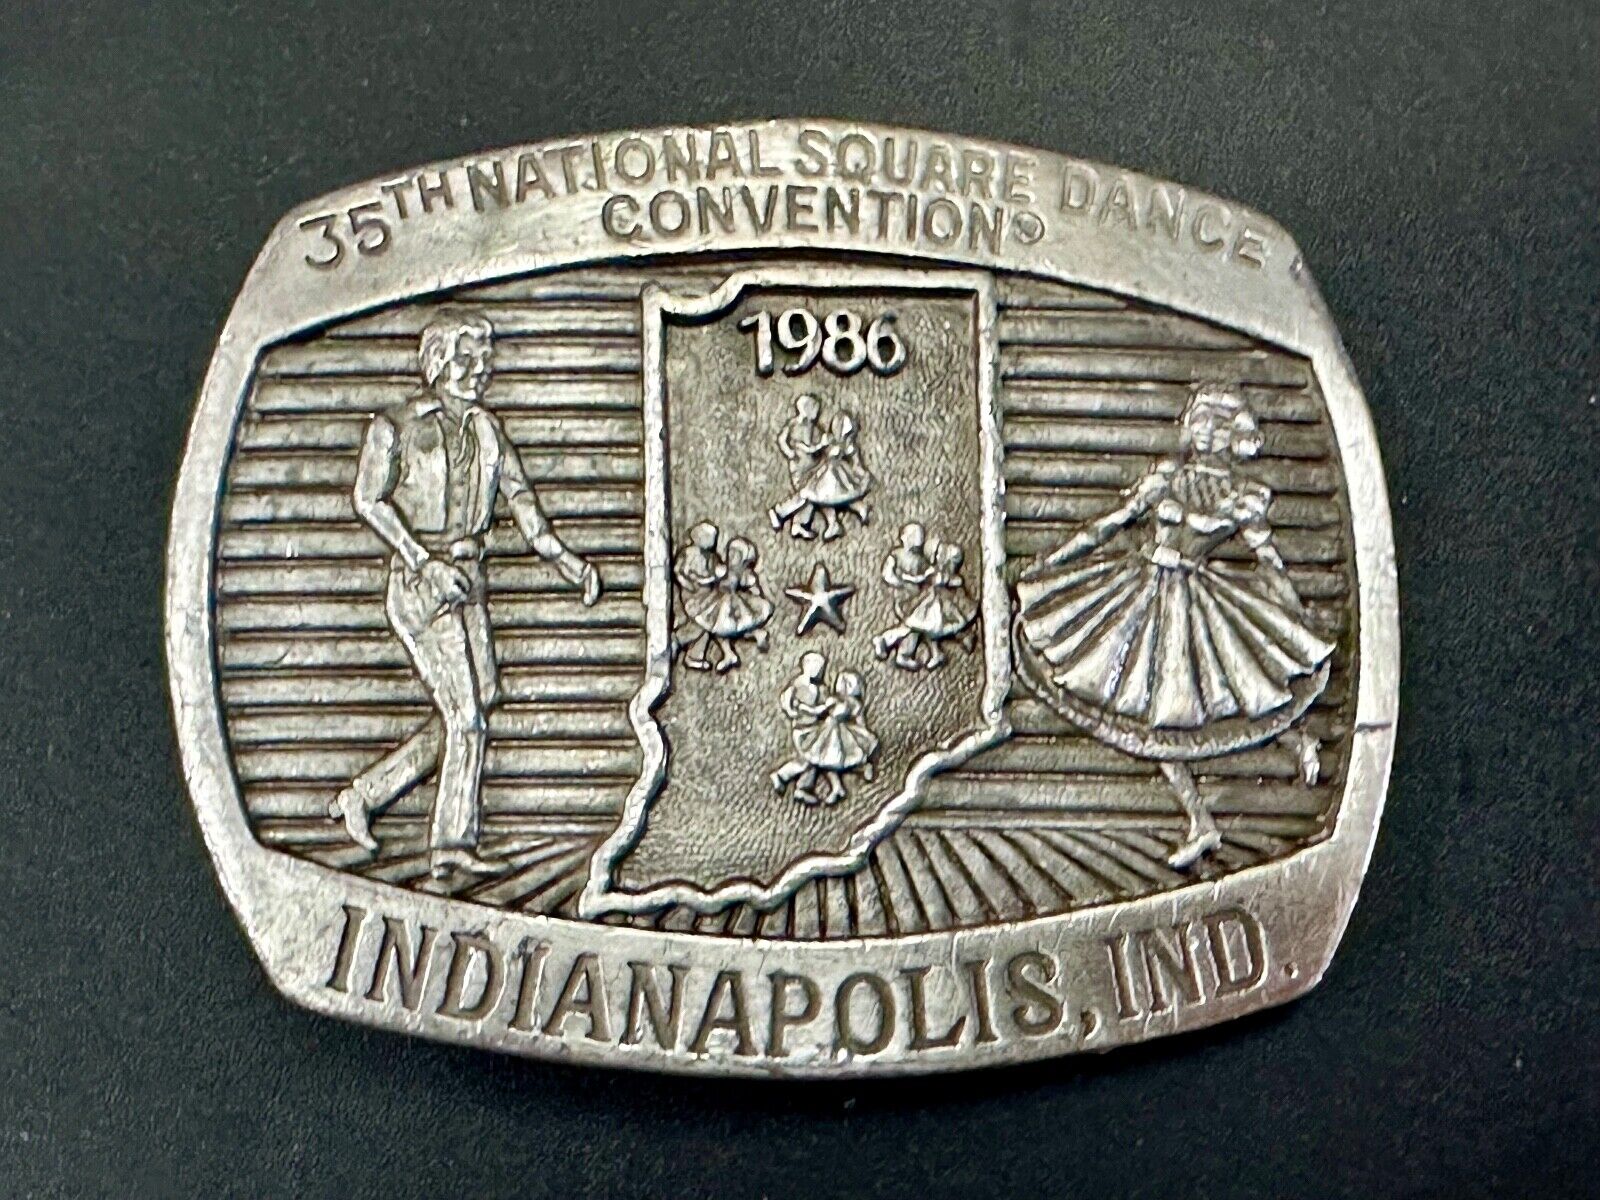 35TH NATIONAL SQUARE DANCE
CONVENTION®
1986
INDIANAPOLIS, IND.